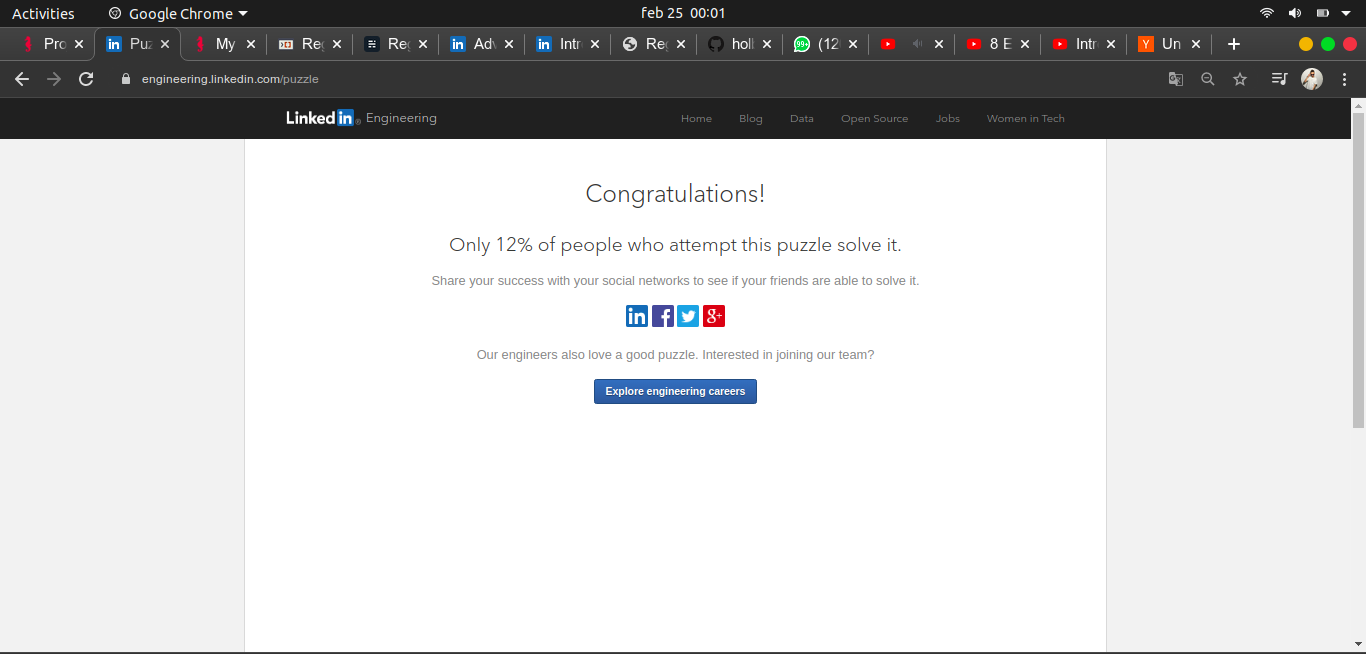 Activities Google Chrome feb 25 00:01
Pro Puz My Reg Reg Adv Intr Reg holl 99+ (12 8 E Intr Y Un
engineering.linkedin.com/puzzle
Linked in Engineering Home Blog Data Open Source Jobs Women in Tech
Congratulations!
Only 12% of people who attempt this puzzle solve it.
Share your success with your social networks to see if your friends are able to solve it.
in f g+
Our engineers also love a good puzzle. Interested in joining our team?
Explore engineering careers